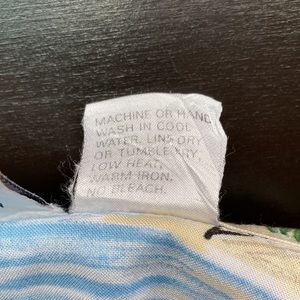 MACHINE OR HAND
WASH IN COOL
WATER, LINE DRY
OR TUMBLE DRY,
LOW HEAT,
WARM IRON,
NO BLEACH.